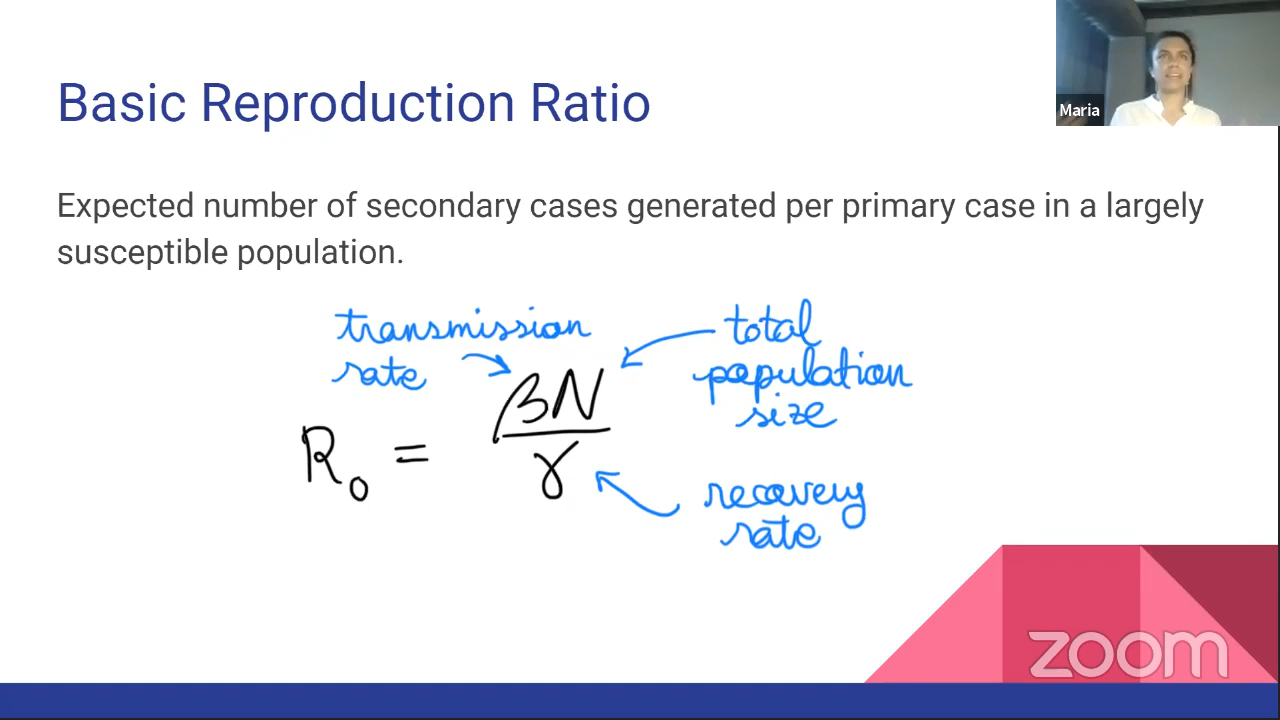 Basic Reproduction Ratio
Maria
Expected number of secondary cases generated per primary case in a largely
susceptible population.
transmission
rate
total
population
size
R₀ = βN/γ
recovery
rate
zoom